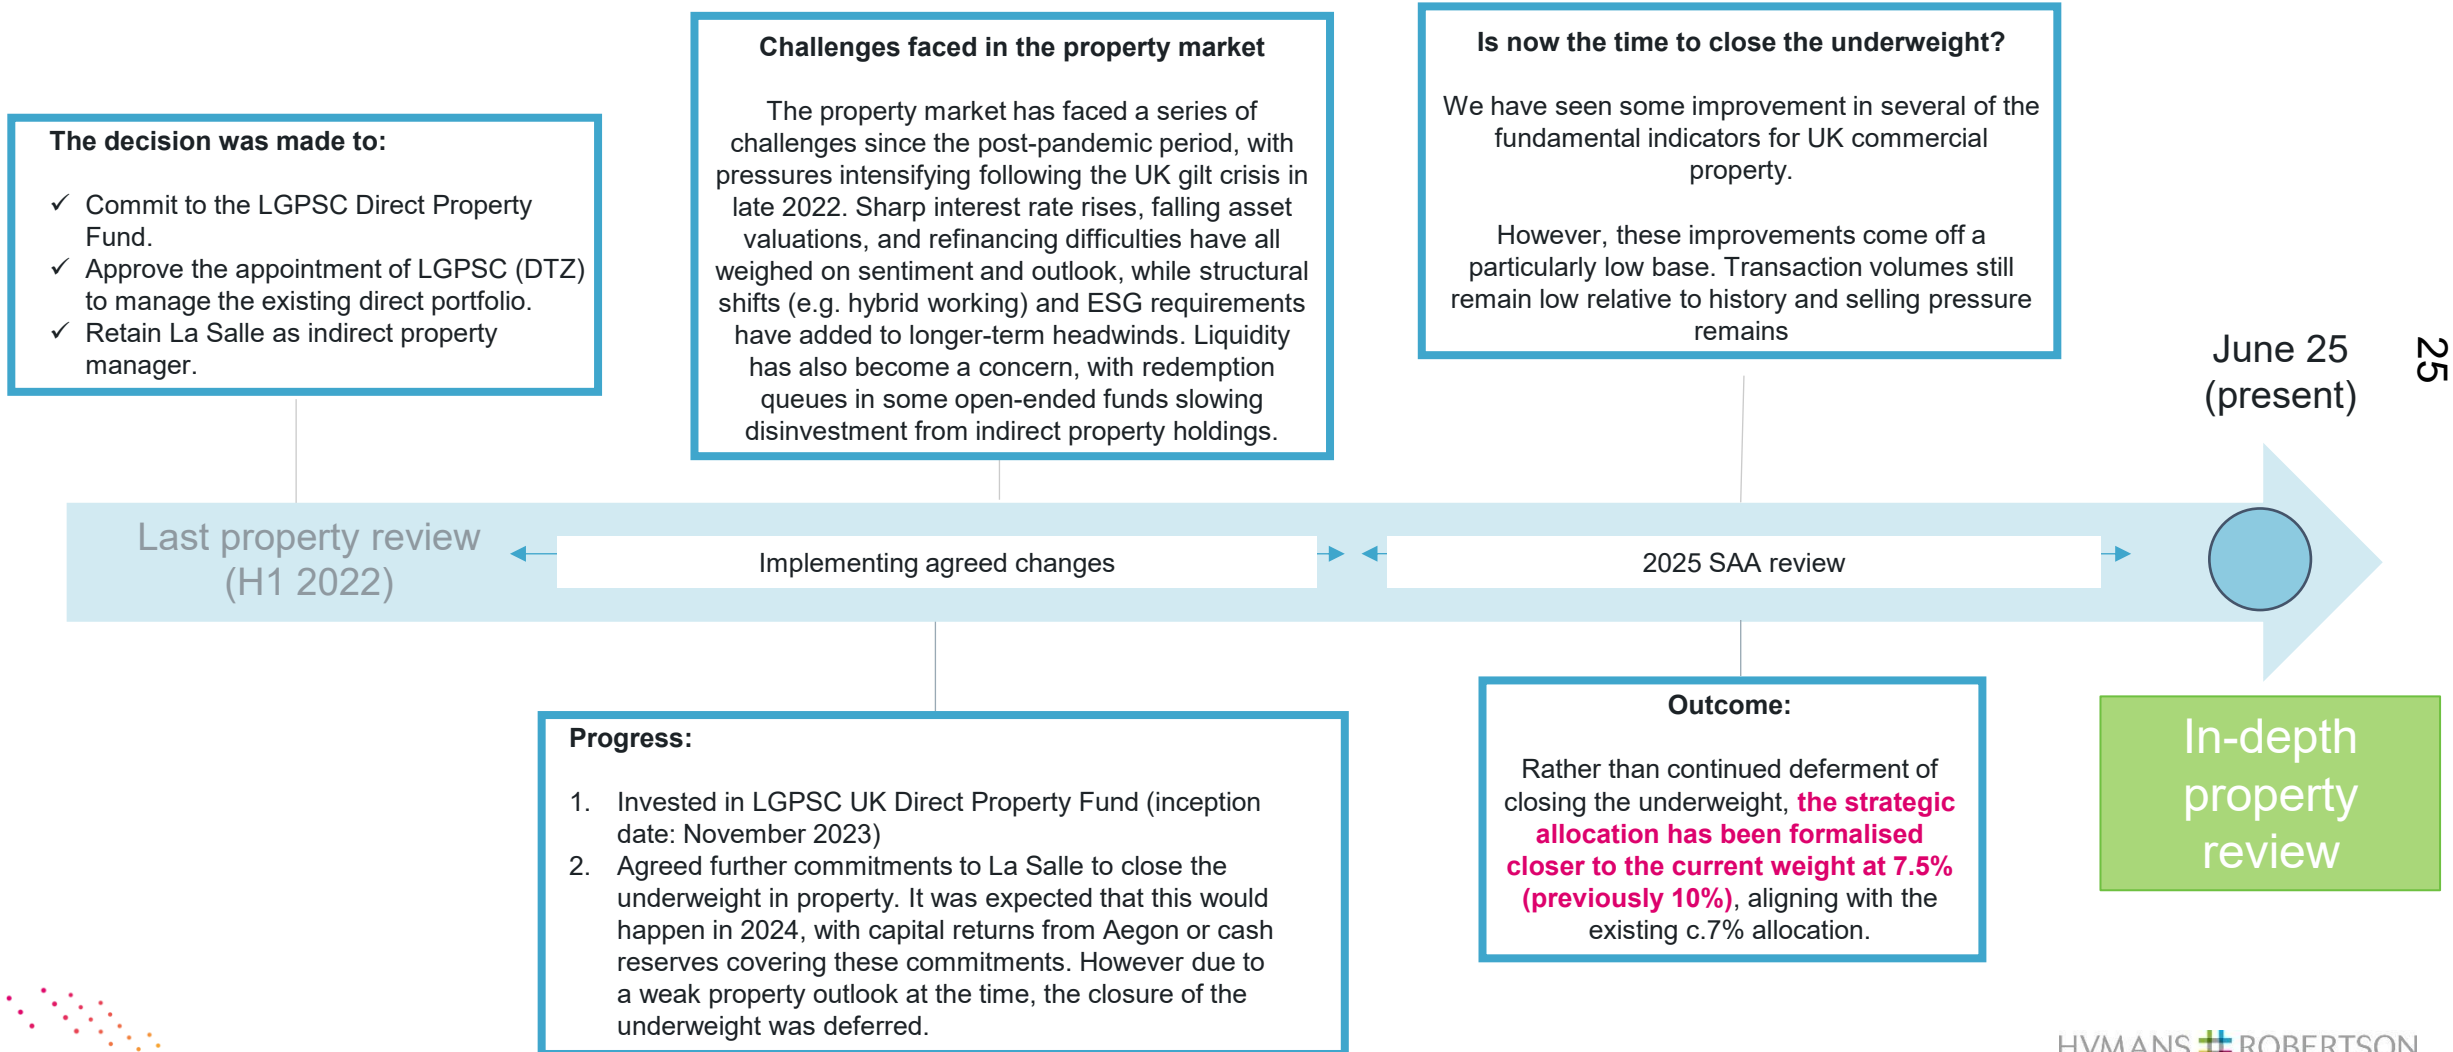 The decision was made to:
✓ Commit to the LGPSC Direct Property
Fund.
✓ Approve the appointment of LGPSC (DTZ)
to manage the existing direct portfolio.
✓ Retain La Salle as indirect property
manager.
Challenges faced in the property market
The property market has faced a series of
challenges since the post-pandemic period, with
pressures intensifying following the UK gilt crisis in
late 2022. Sharp interest rate rises, falling asset
valuations, and refinancing difficulties have all
weighed on sentiment and outlook, while structural
shifts (e.g. hybrid working) and ESG requirements
have added to longer-term headwinds. Liquidity
has also become a concern, with redemption
queues in some open-ended funds slowing
disinvestment from indirect property holdings.
Is now the time to close the underweight?
We have seen some improvement in several of the
fundamental indicators for UK commercial
property.
However, these improvements come off a
particularly low base. Transaction volumes still
remain low relative to history and selling pressure
remains
June 25
(present)
25
Last property review
(H1 2022)
Implementing agreed changes
2025 SAA review
Progress:
1. Invested in LGPSC UK Direct Property Fund (inception
date: November 2023)
2. Agreed further commitments to La Salle to close the
underweight in property. It was expected that this would
happen in 2024, with capital returns from Aegon or cash
reserves covering these commitments. However due to
a weak property outlook at the time, the closure of the
underweight was deferred.
Outcome:
Rather than continued deferment of
closing the underweight, the strategic
allocation has been formalised
closer to the current weight at 7.5%
(previously 10%), aligning with the
existing c.7% allocation.
In-depth
property
review
HYMANS ROBERTSON